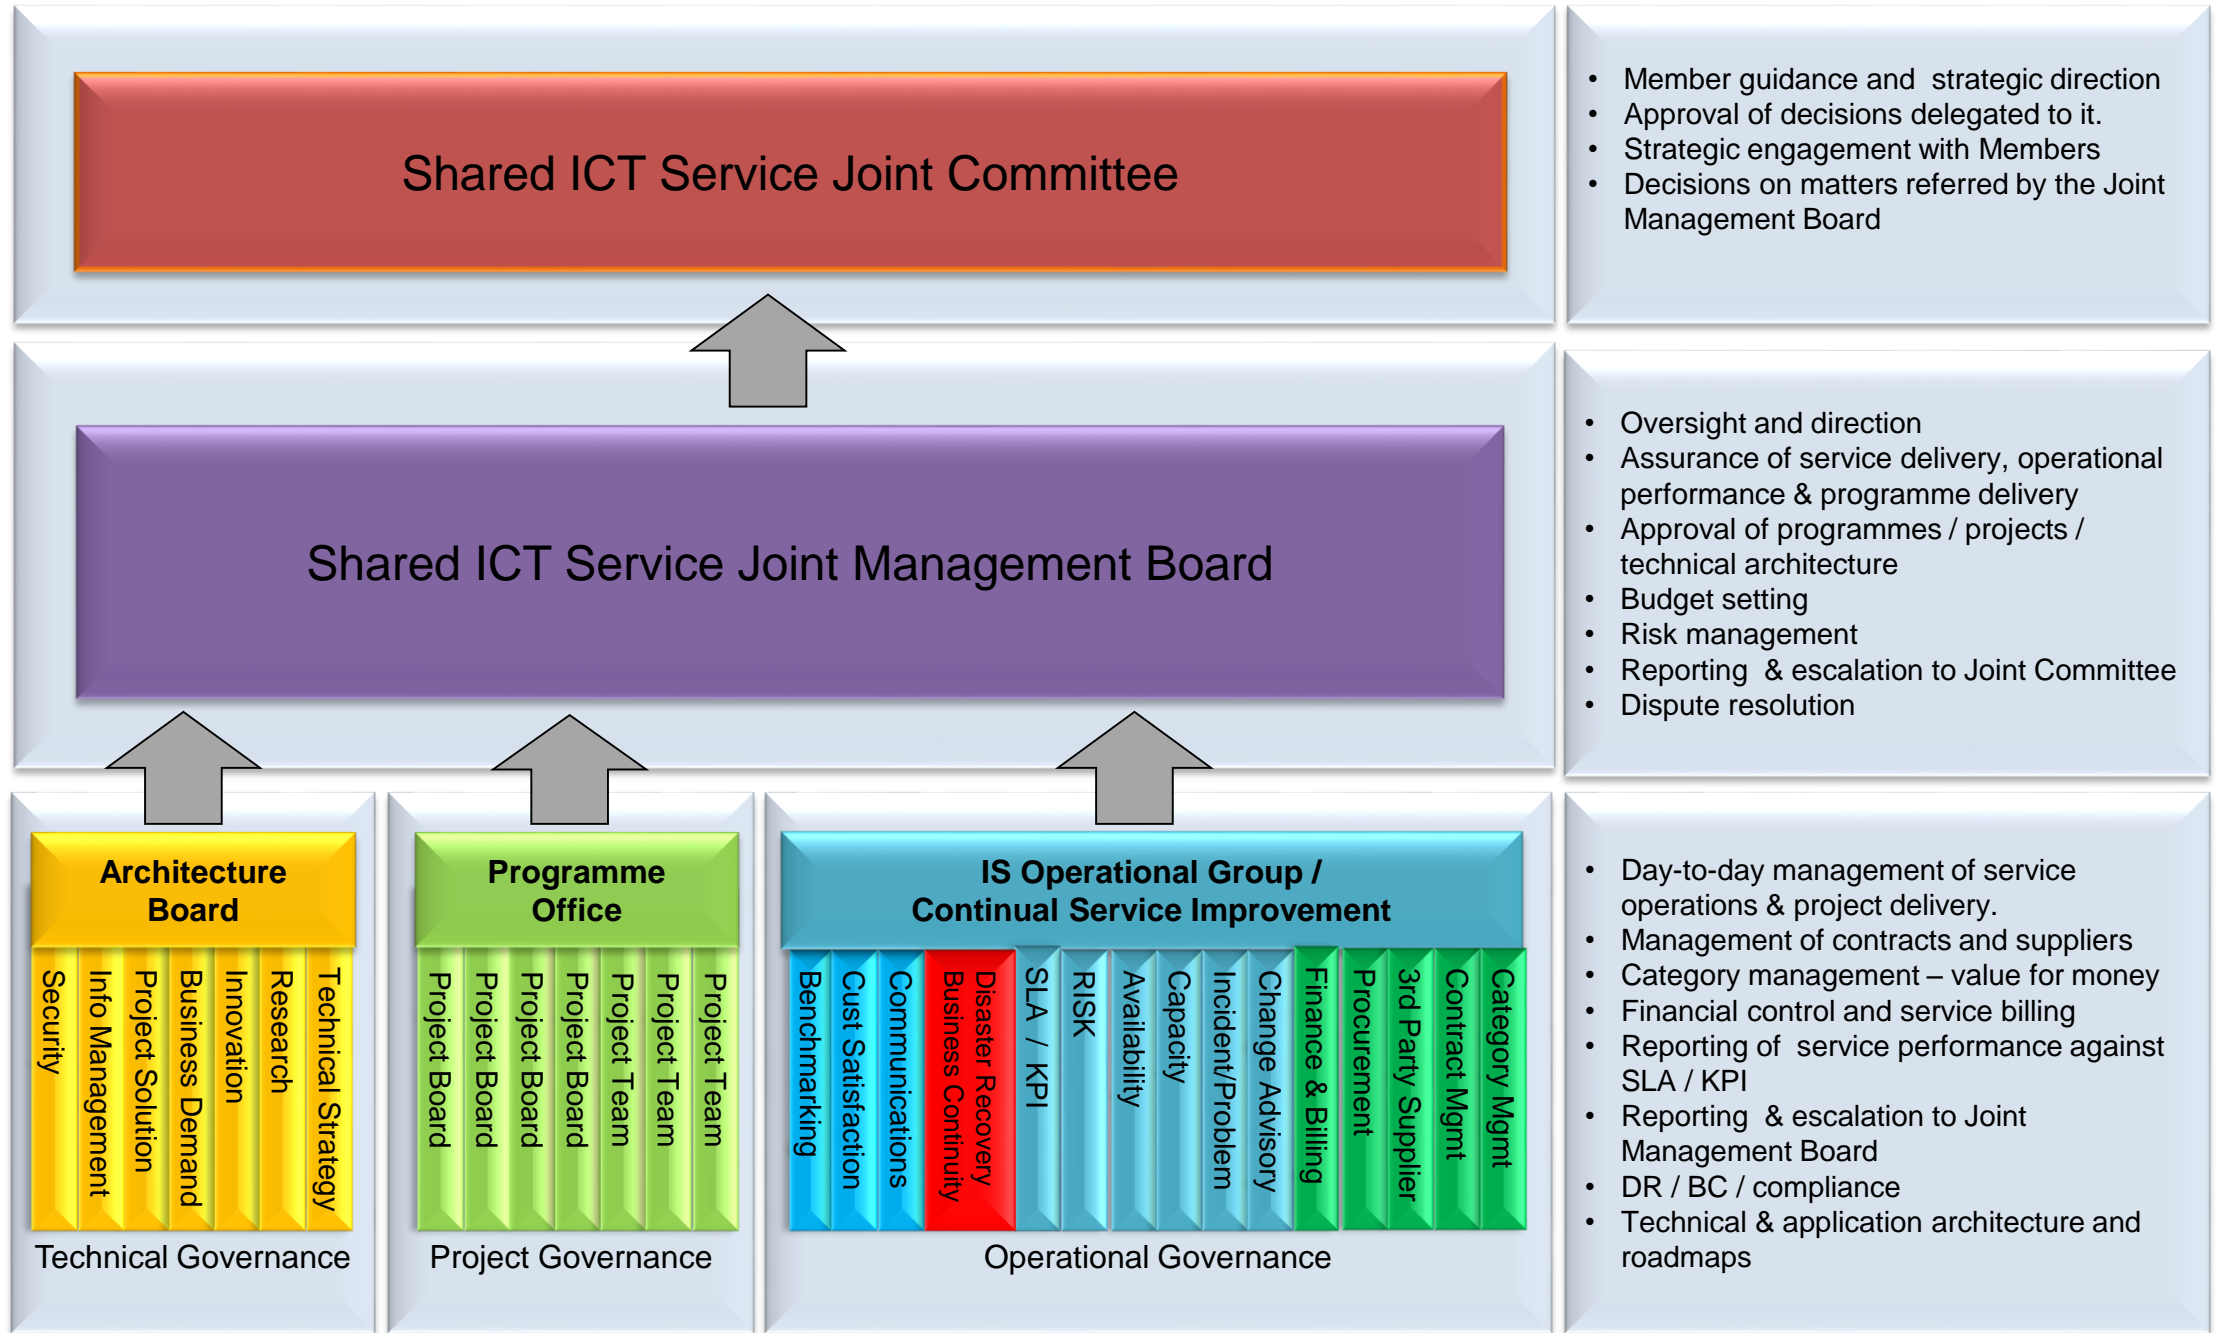 Shared ICT Service Joint Committee
• Member guidance and strategic direction
• Approval of decisions delegated to it.
• Strategic engagement with Members
• Decisions on matters referred by the Joint
Management Board
Shared ICT Service Joint Management Board
• Oversight and direction
• Assurance of service delivery, operational
performance & programme delivery
• Approval of programmes / projects /
technical architecture
• Budget setting
• Risk management
• Reporting & escalation to Joint Committee
• Dispute resolution
Architecture
Board
Security
Info Management
Project Solution
Business Demand
Innovation
Research
Technical Strategy
Technical Governance
Programme
Office
Project Board
Project Board
Project Board
Project Board
Project Team
Project Team
Project Team
Project Governance
IS Operational Group /
Continual Service Improvement
Benchmarking
Cust Satisfaction
Communications
Disaster Recovery
Business Continuity
SLA / KPI
RISK
Availability
Capacity
Incident/Problem
Change Advisory
Finance & Billing
Procurement
3rd Party Supplier
Contract Mgmt
Category Mgmt
Operational Governance
• Day-to-day management of service
operations & project delivery.
• Management of contracts and suppliers
• Category management – value for money
• Financial control and service billing
• Reporting of service performance against
SLA / KPI
• Reporting & escalation to Joint
Management Board
• DR / BC / compliance
• Technical & application architecture and
roadmaps